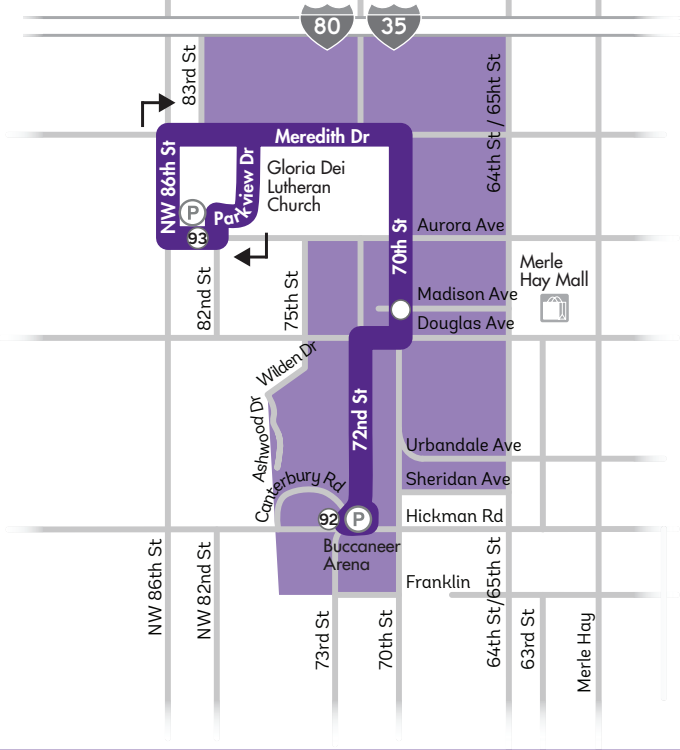 80
35
83rd St
64th St / 65ht St
Meredith Dr
NW 86th St
Parkview Dr
Gloria Dei
Lutheran
Church
P
93
70th St
Aurora Ave
82nd St
75th St
Merle
Hay Mall
Madison Ave
Douglas Ave
Wilden Dr
Ashwood Dr
72nd St
Urbandale Ave
Canterbury Rd
Sheridan Ave
92
P
Hickman Rd
Buccaneer
Arena
Franklin
NW 86th St
NW 82nd St
73rd St
70th St
64th St/65th St
63rd St
Merle Hay